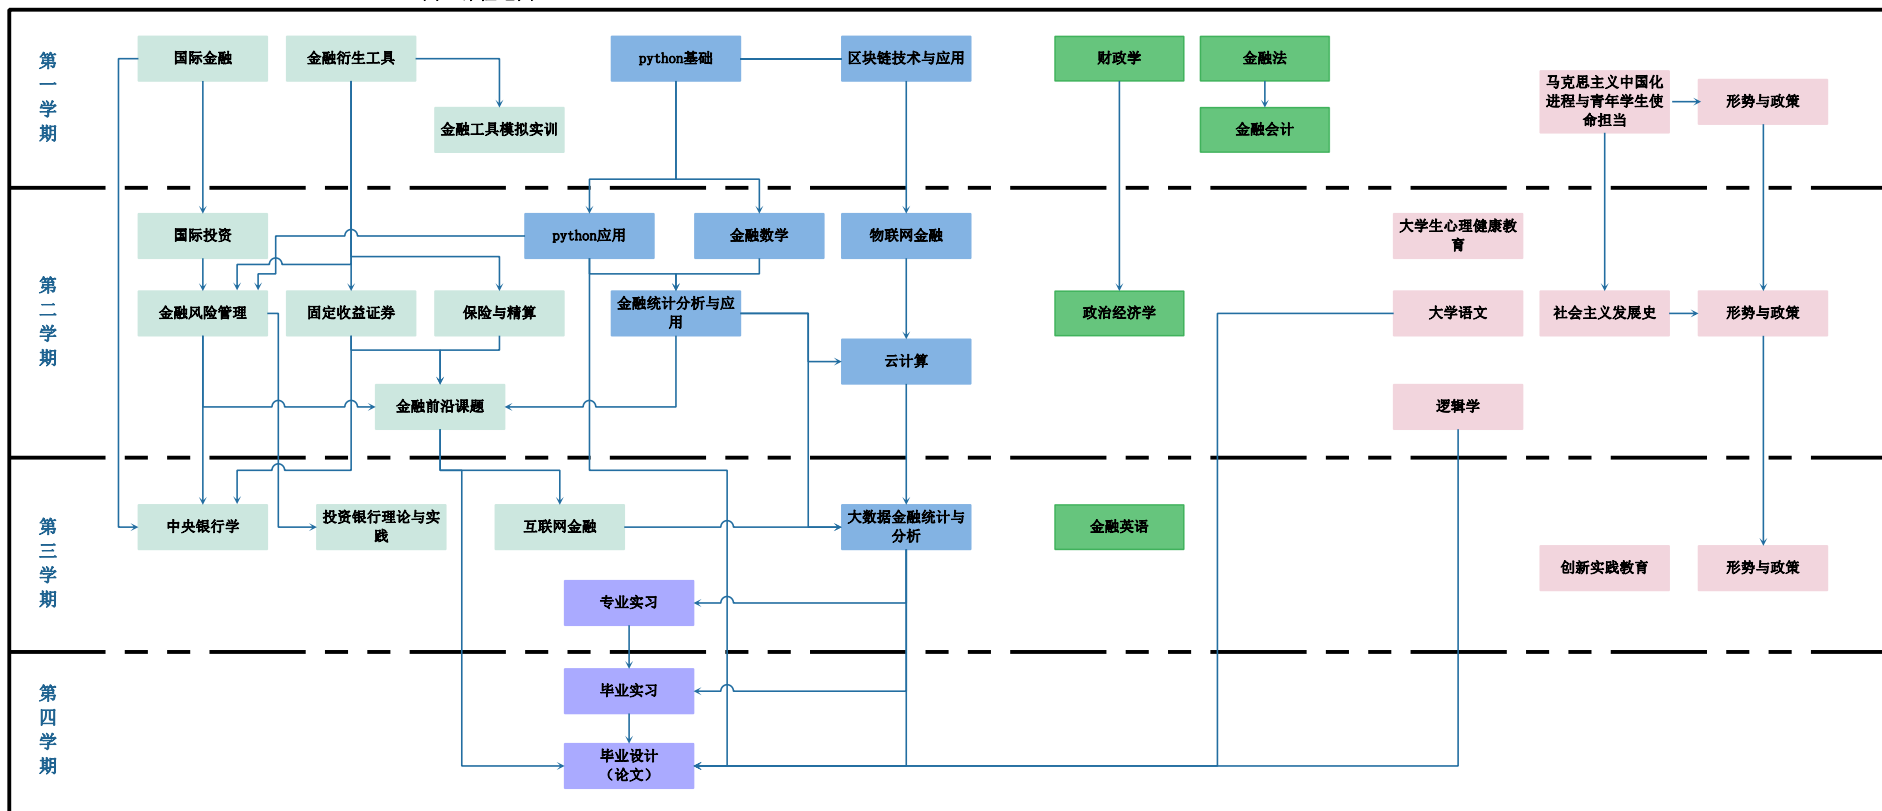 第
一
学
期
国际金融
金融衍生工具
python基础
区块链技术与应用
财政学
金融法
金融工具模拟实训
金融会计
马克思主义中国化
进程与青年学生使
命担当
形势与政策
第
二
学
期
国际投资
python应用
金融数学
物联网金融
大学生心理健康教
育
金融风险管理
固定收益证券
保险与精算
金融统计分析与应
用
政治经济学
大学语文
社会主义发展史
形势与政策
云计算
金融前沿课题
逻辑学
第
三
学
期
中央银行学
投资银行理论与实
践
互联网金融
大数据金融统计与
分析
金融英语
创新实践教育
形势与政策
专业实习
第
四
学
期
毕业实习
毕业设计
（论文）